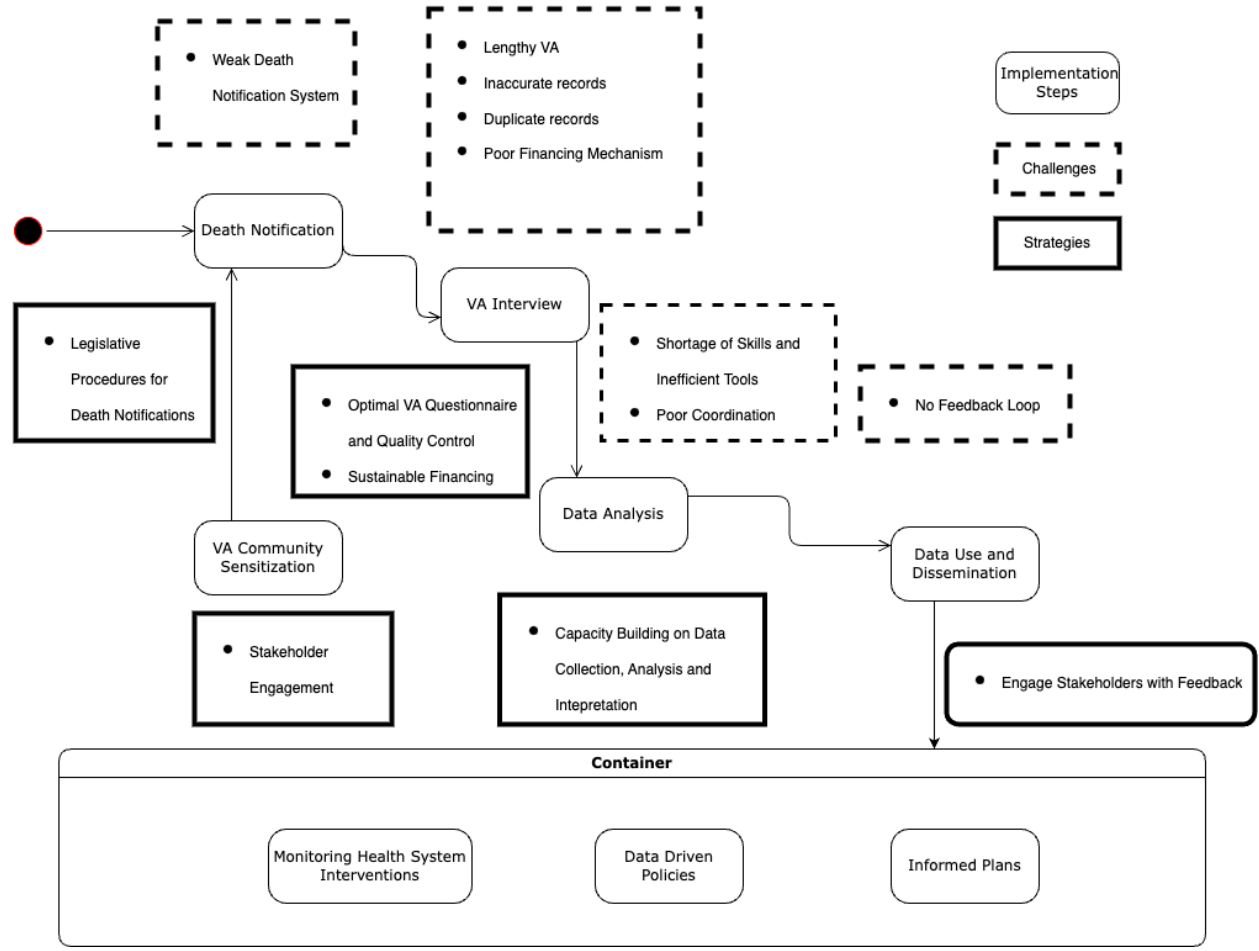 Weak Death
Notification System
Lengthy VA
Inaccurate records
Duplicate records
Poor Financing Mechanism
Implementation
Steps
Challenges
Strategies
Death Notification
VA Interview
Legislative
Procedures for
Death Notifications
Optimal VA Questionnaire
and Quality Control
Sustainable Financing
Shortage of Skills and
Inefficient Tools
Poor Coordination
No Feedback Loop
Data Analysis
VA Community
Sensitization
Data Use and
Dissemination
Stakeholder
Engagement
Capacity Building on Data
Collection, Analysis and
Intepretation
Engage Stakeholders with Feedback
Container
Monitoring Health System
Interventions
Data Driven
Policies
Informed Plans